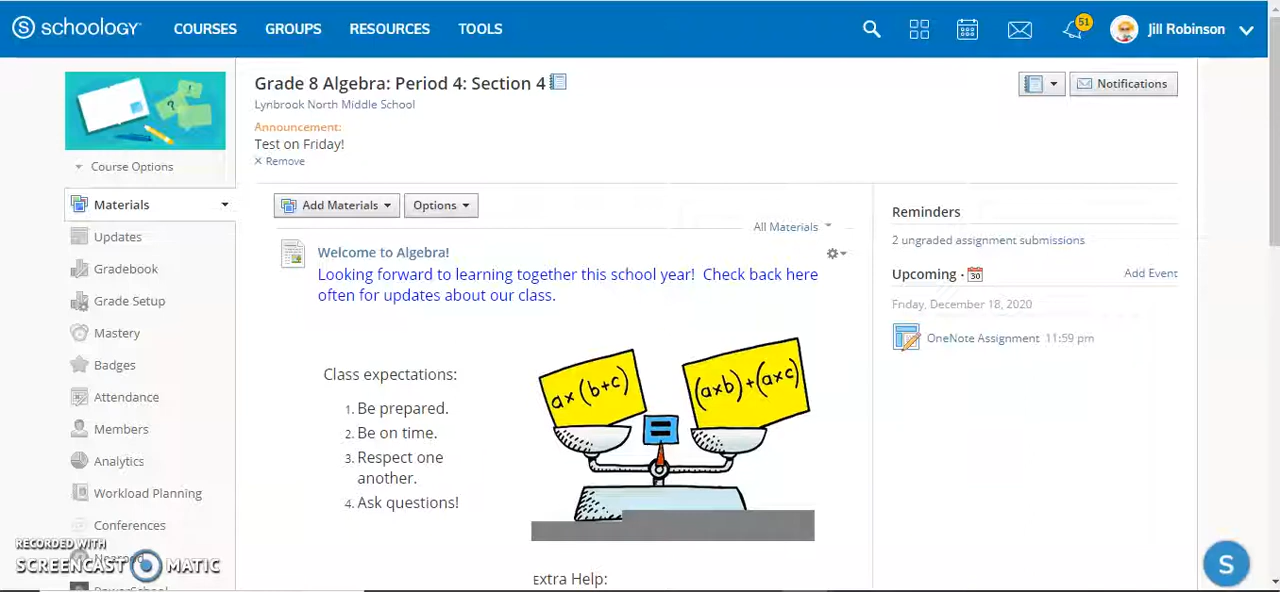 schoology COURSES GROUPS RESOURCES TOOLS 51 Jill Robinson
Grade 8 Algebra: Period 4: Section 4
Lynbrook North Middle School
Announcement:
Test on Friday!
× Remove
Notifications
Course Options
Materials
Updates
Gradebook
Grade Setup
Mastery
Badges
Attendance
Members
Analytics
Workload Planning
Conferences
Nearpod
PowerSchool
Add Materials Options
All Materials
Welcome to Algebra!
Looking forward to learning together this school year! Check back here
often for updates about our class.
Class expectations:
1. Be prepared.
2. Be on time.
3. Respect one
another.
4. Ask questions!
a×(b+c)
=
(a×b)+(a×c)
Extra Help:
Reminders
2 ungraded assignment submissions
Upcoming · 30 Add Event
Friday, December 18, 2020
OneNote Assignment 11:59 pm
RECORDED WITH
SCREENCAST MATIC
S